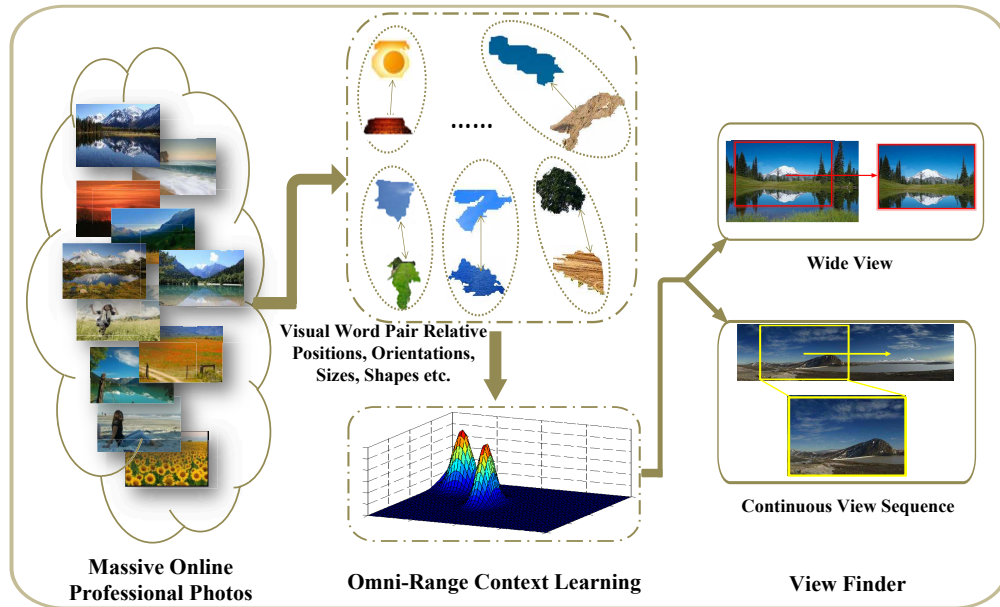 ......
Visual Word Pair Relative
Positions, Orientations,
Sizes, Shapes etc.
Wide View
Continuous View Sequence
Massive Online
Professional Photos
Omni-Range Context Learning
View Finder